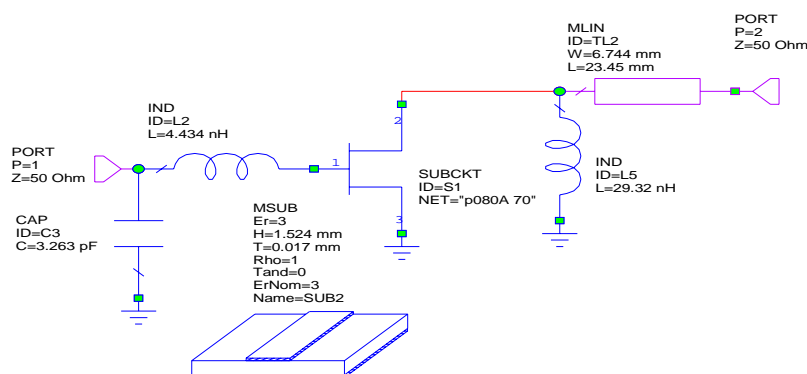 MLIN
ID=TL2
W=6.744 mm
L=23.45 mm
PORT
P=2
Z=50 Ohm
IND
ID=L2
L=4.434 nH
2
PORT
P=1
Z=50 Ohm
1
SUBCKT
ID=S1
NET="p080A 70"
IND
ID=L5
L=29.32 nH
CAP
ID=C3
C=3.263 pF
MSUB
Er=3
H=1.524 mm
T=0.017 mm
Rho=1
Tand=0
ErNom=3
Name=SUB2
3